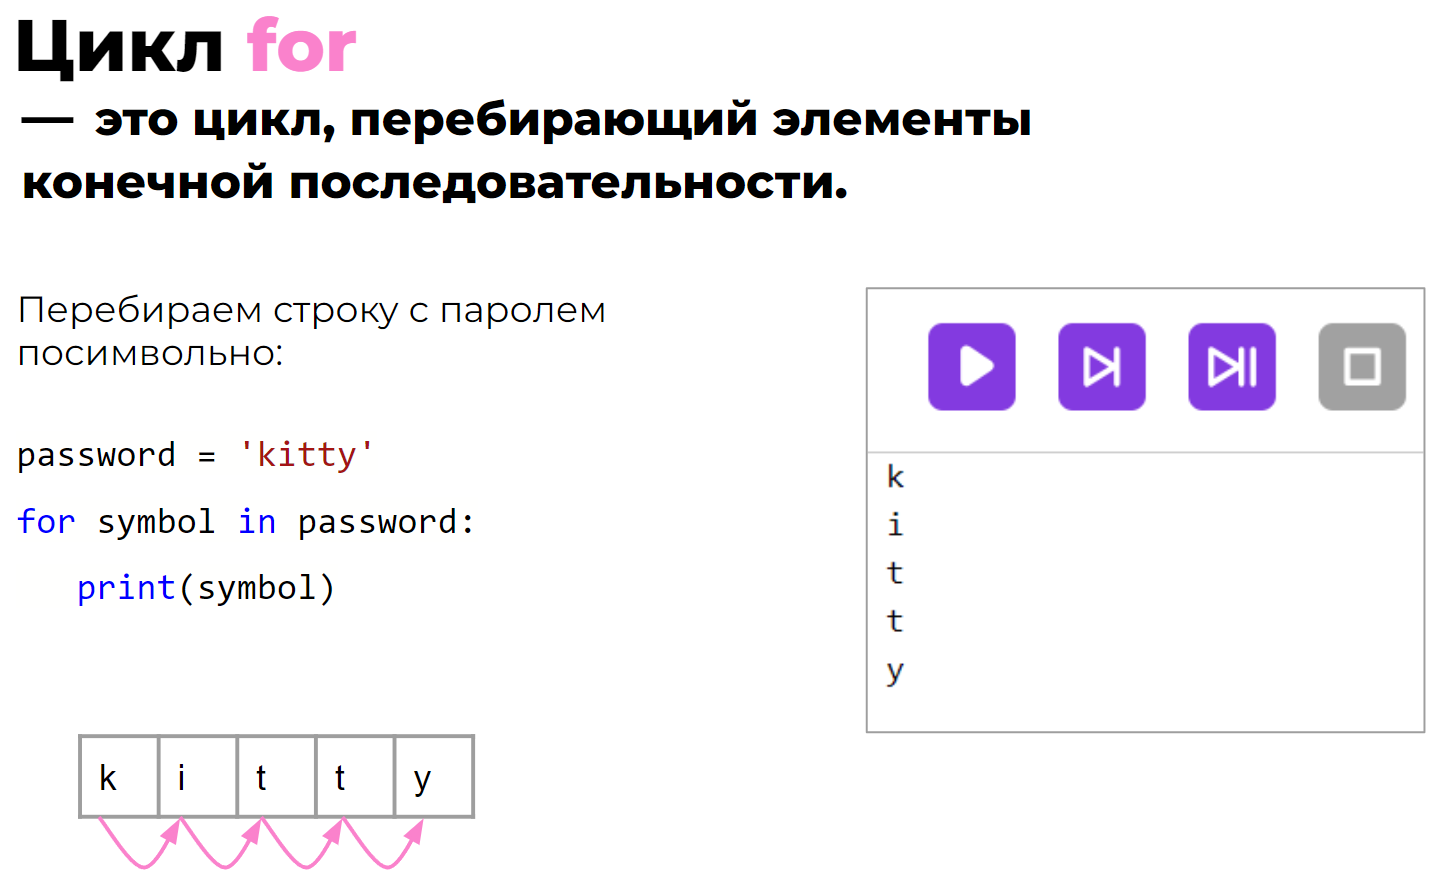 Цикл for
— это цикл, перебирающий элементы
конечной последовательности.
Перебираем строку с паролем
посимвольно:
password = 'kitty'
for symbol in password:
   print(symbol)
k i t t y
k
i
t
t
y